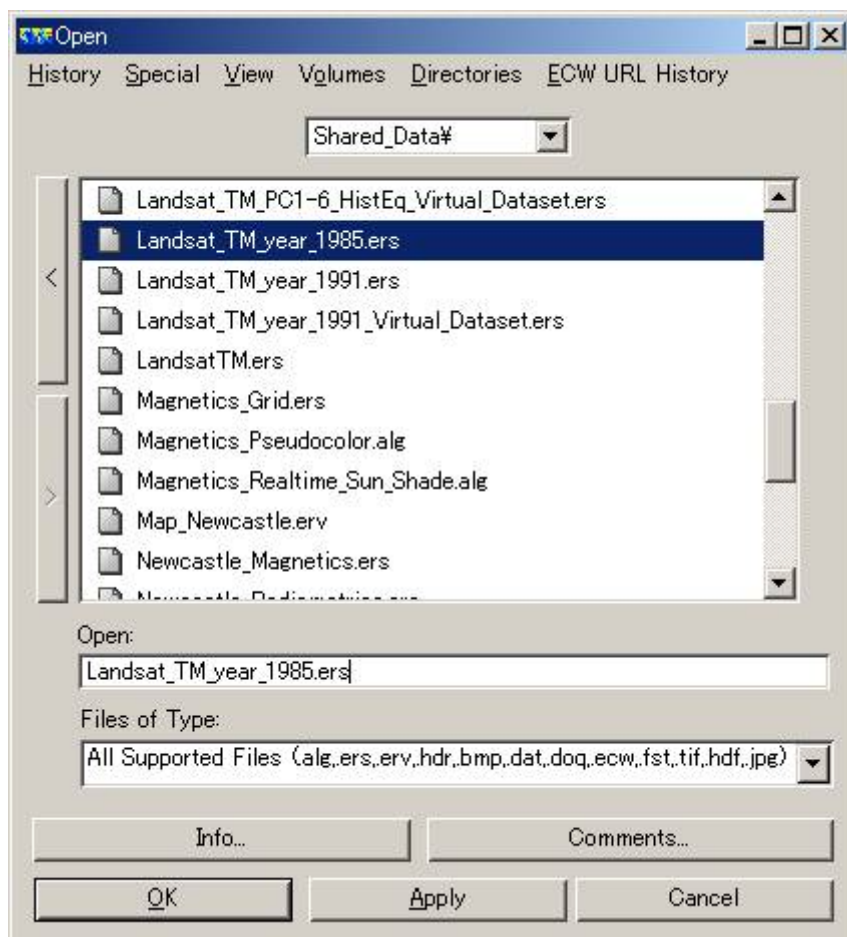 Open
History Special View Volumes Directories ECW URL History
Shared_Data¥
Landsat_TM_PC1-6_HistEq_Virtual_Dataset.ers
Landsat_TM_year_1985.ers
<
Landsat_TM_year_1991.ers
Landsat_TM_year_1991_Virtual_Dataset.ers
LandsatTM.ers
Magnetics_Grid.ers
Magnetics_Pseudocolor.alg
Magnetics_Realtime_Sun_Shade.alg
>
Map_Newcastle.erv
Newcastle_Magnetics.ers
Open:
Landsat_TM_year_1985.ers
Files of Type:
All Supported Files (alg,.ers,.erv,.hdr,.bmp,.dat,.doq,.ecw,.fst,.tif,.hdf,.jpg)
Info... Comments...
OK Apply Cancel